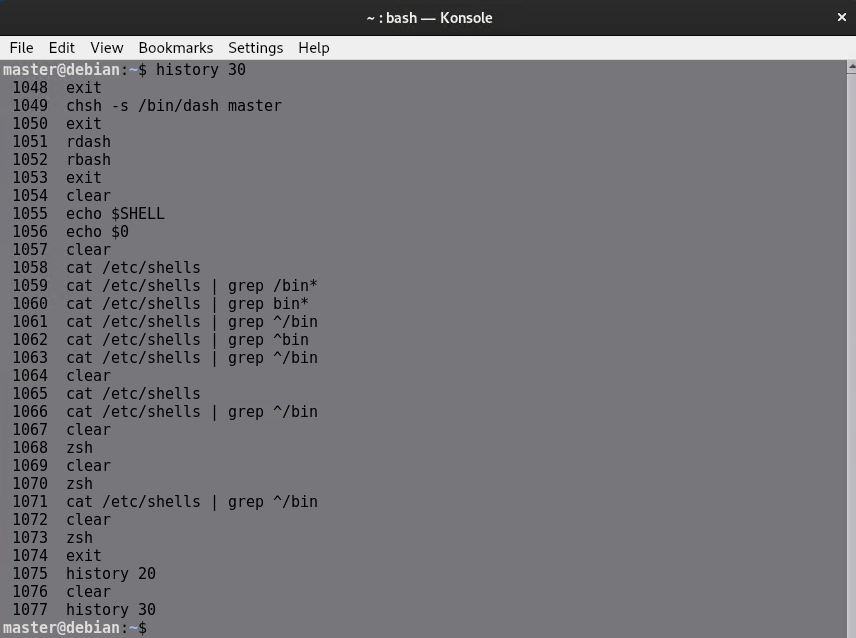 ~ : bash — Konsole
File Edit View Bookmarks Settings Help
master@debian:~$ history 30
1048 exit
1049 chsh -s /bin/dash master
1050 exit
1051 rdash
1052 rbash
1053 exit
1054 clear
1055 echo $SHELL
1056 echo $0
1057 clear
1058 cat /etc/shells
1059 cat /etc/shells | grep /bin*
1060 cat /etc/shells | grep bin*
1061 cat /etc/shells | grep ^/bin
1062 cat /etc/shells | grep ^bin
1063 cat /etc/shells | grep ^/bin
1064 clear
1065 cat /etc/shells
1066 cat /etc/shells | grep ^/bin
1067 clear
1068 zsh
1069 clear
1070 zsh
1071 cat /etc/shells | grep ^/bin
1072 clear
1073 zsh
1074 exit
1075 history 20
1076 clear
1077 history 30
master@debian:~$